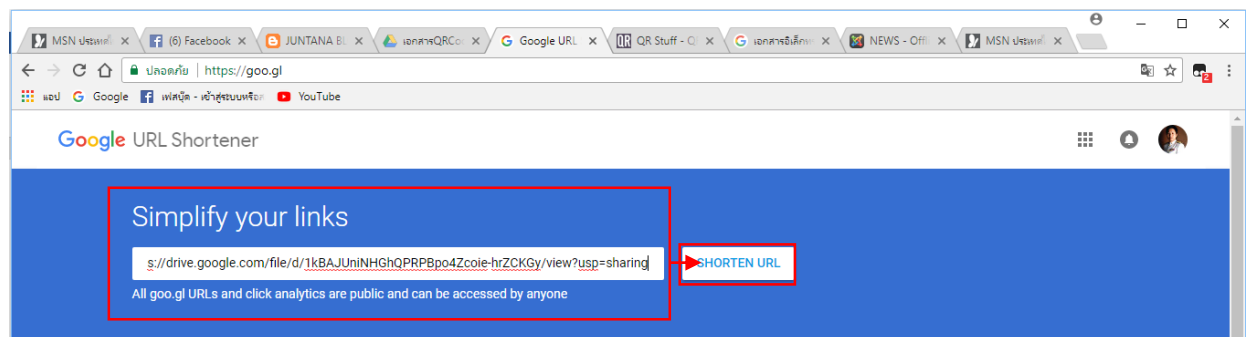 MSN ประเทศไ
(6) Facebook
JUNTANA BL
เอกสารQRCo
Google URL
QR Stuff - Q
เอกสารอิเล็กทร
NEWS - Offi
MSN ประเทศไ
ปลอดภัย | https://goo.gl
แอป
Google
เฟสบุ๊ค - เข้าสู่ระบบหรือส
YouTube
2
Google URL Shortener
Simplify your links
s://drive.google.com/file/d/1kBAJUniNHGhQPRPBpo4Zcoie-hrZCKGy/view?usp=sharing
SHORTEN URL
All goo.gl URLs and click analytics are public and can be accessed by anyone